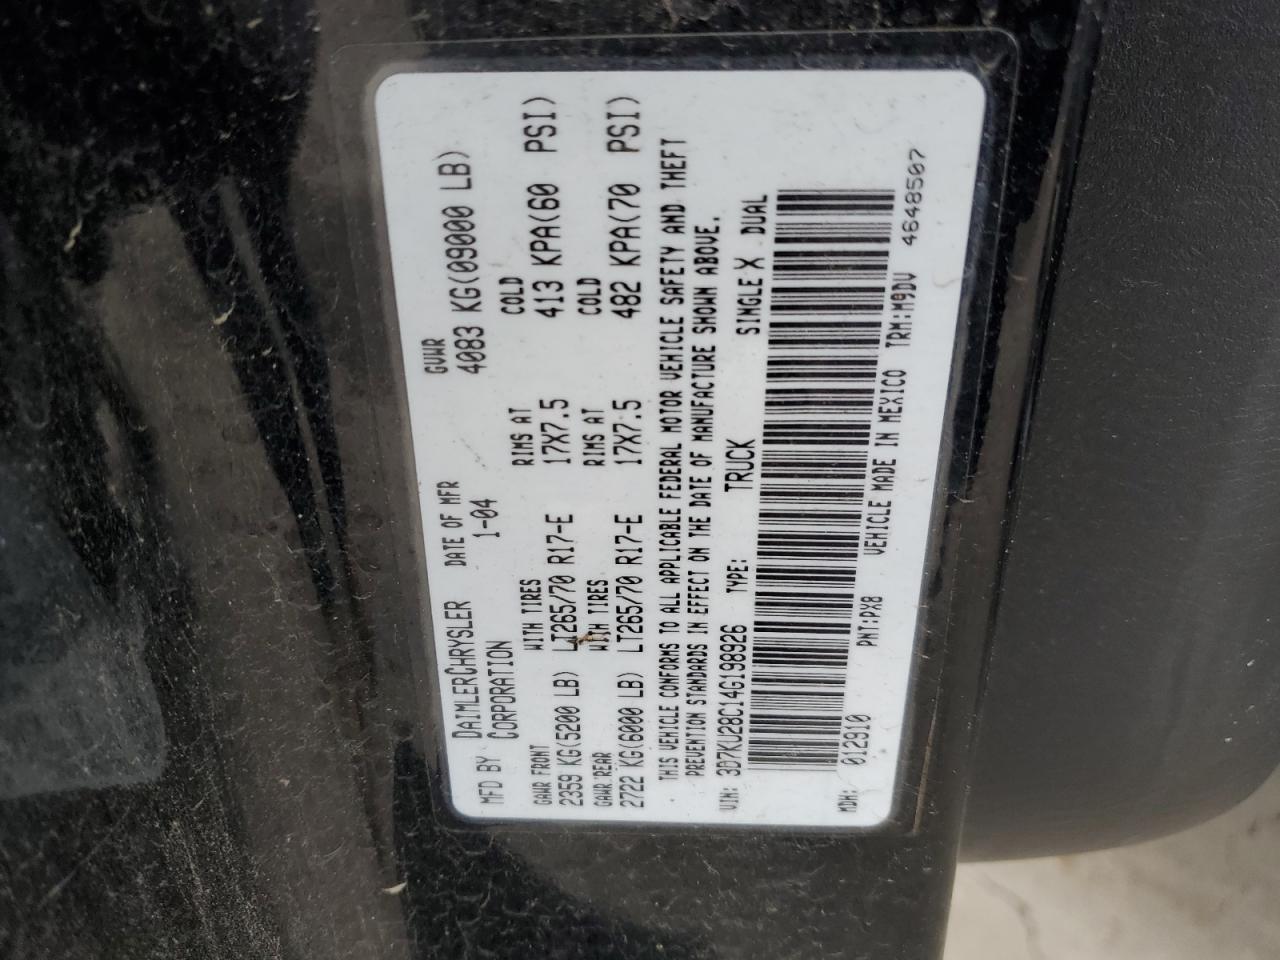 MFD BY DAIMLERCHRYSLER CORPORATION DATE OF MFR 1-04 GVWR 4083 KG(09000 LB)
GAWR FRONT WITH TIRES RIMS AT COLD
2359 KG(5200 LB) LT265/70 R17-E 17X7.5 413 KPA(60 PSI)
GAWR REAR WITH TIRES RIMS AT COLD
2722 KG(6000 LB) LT265/70 R17-E 17X7.5 482 KPA(70 PSI)
THIS VEHICLE CONFORMS TO ALL APPLICABLE FEDERAL MOTOR VEHICLE SAFETY AND THEFT
PREVENTION STANDARDS IN EFFECT ON THE DATE OF MANUFACTURE SHOWN ABOVE.
VIN: 3D7KU28C14G198926 TYPE: TRUCK SINGLE X DUAL
MDH: 012910 PNT:PX8 VEHICLE MADE IN MEXICO TRM:M9DV 4648507